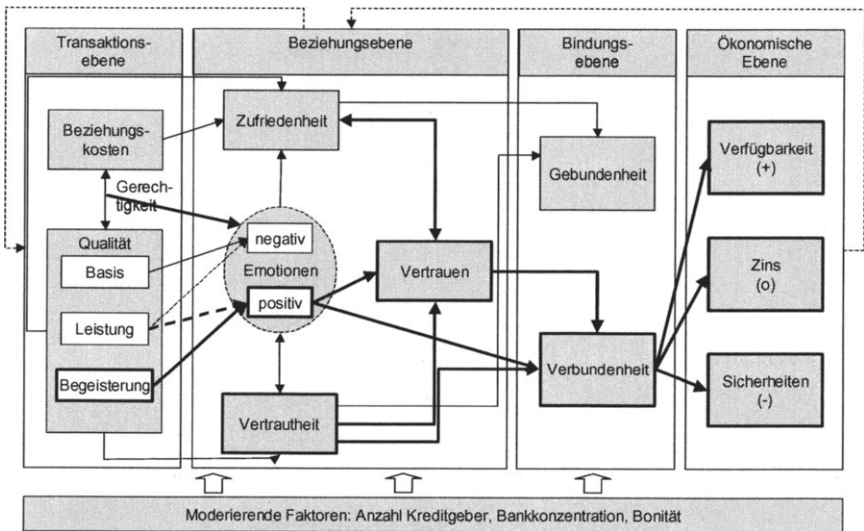 Transaktions-
ebene
Beziehungsebene
Bindungs-
ebene
Ökonomische
Ebene
Beziehungs-
kosten
Gerech-
tigkeit
Qualität
Basis
Leistung
Begeisterung
Zufriedenheit
negativ
Emotionen
positiv
Vertrauen
Vertrautheit
Gebundenheit
Verbundenheit
Verfügbarkeit
(+)
Zins
(o)
Sicherheiten
(-)
Moderierende Faktoren: Anzahl Kreditgeber, Bankkonzentration, Bonität